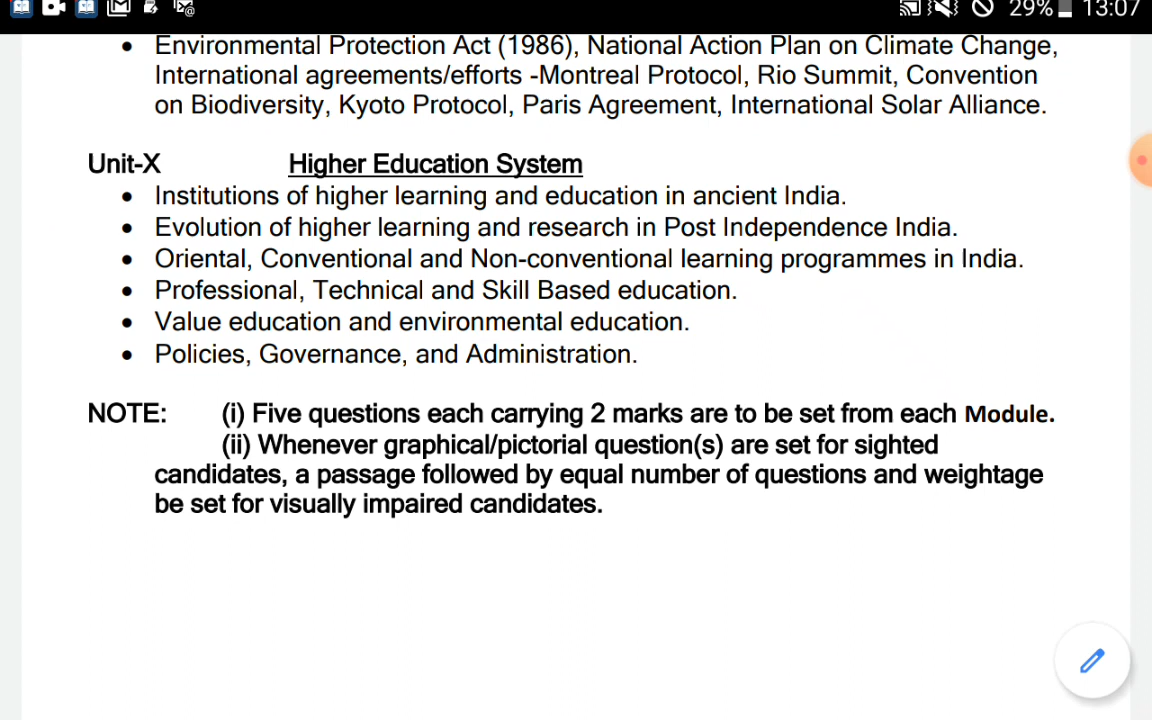 29% 13:07
• Environmental Protection Act (1986), National Action Plan on Climate Change,
International agreements/efforts -Montreal Protocol, Rio Summit, Convention
on Biodiversity, Kyoto Protocol, Paris Agreement, International Solar Alliance.
Unit-X Higher Education System
• Institutions of higher learning and education in ancient India.
• Evolution of higher learning and research in Post Independence India.
• Oriental, Conventional and Non-conventional learning programmes in India.
• Professional, Technical and Skill Based education.
• Value education and environmental education.
• Policies, Governance, and Administration.
NOTE: (i) Five questions each carrying 2 marks are to be set from each Module.
(ii) Whenever graphical/pictorial question(s) are set for sighted
candidates, a passage followed by equal number of questions and weightage
be set for visually impaired candidates.